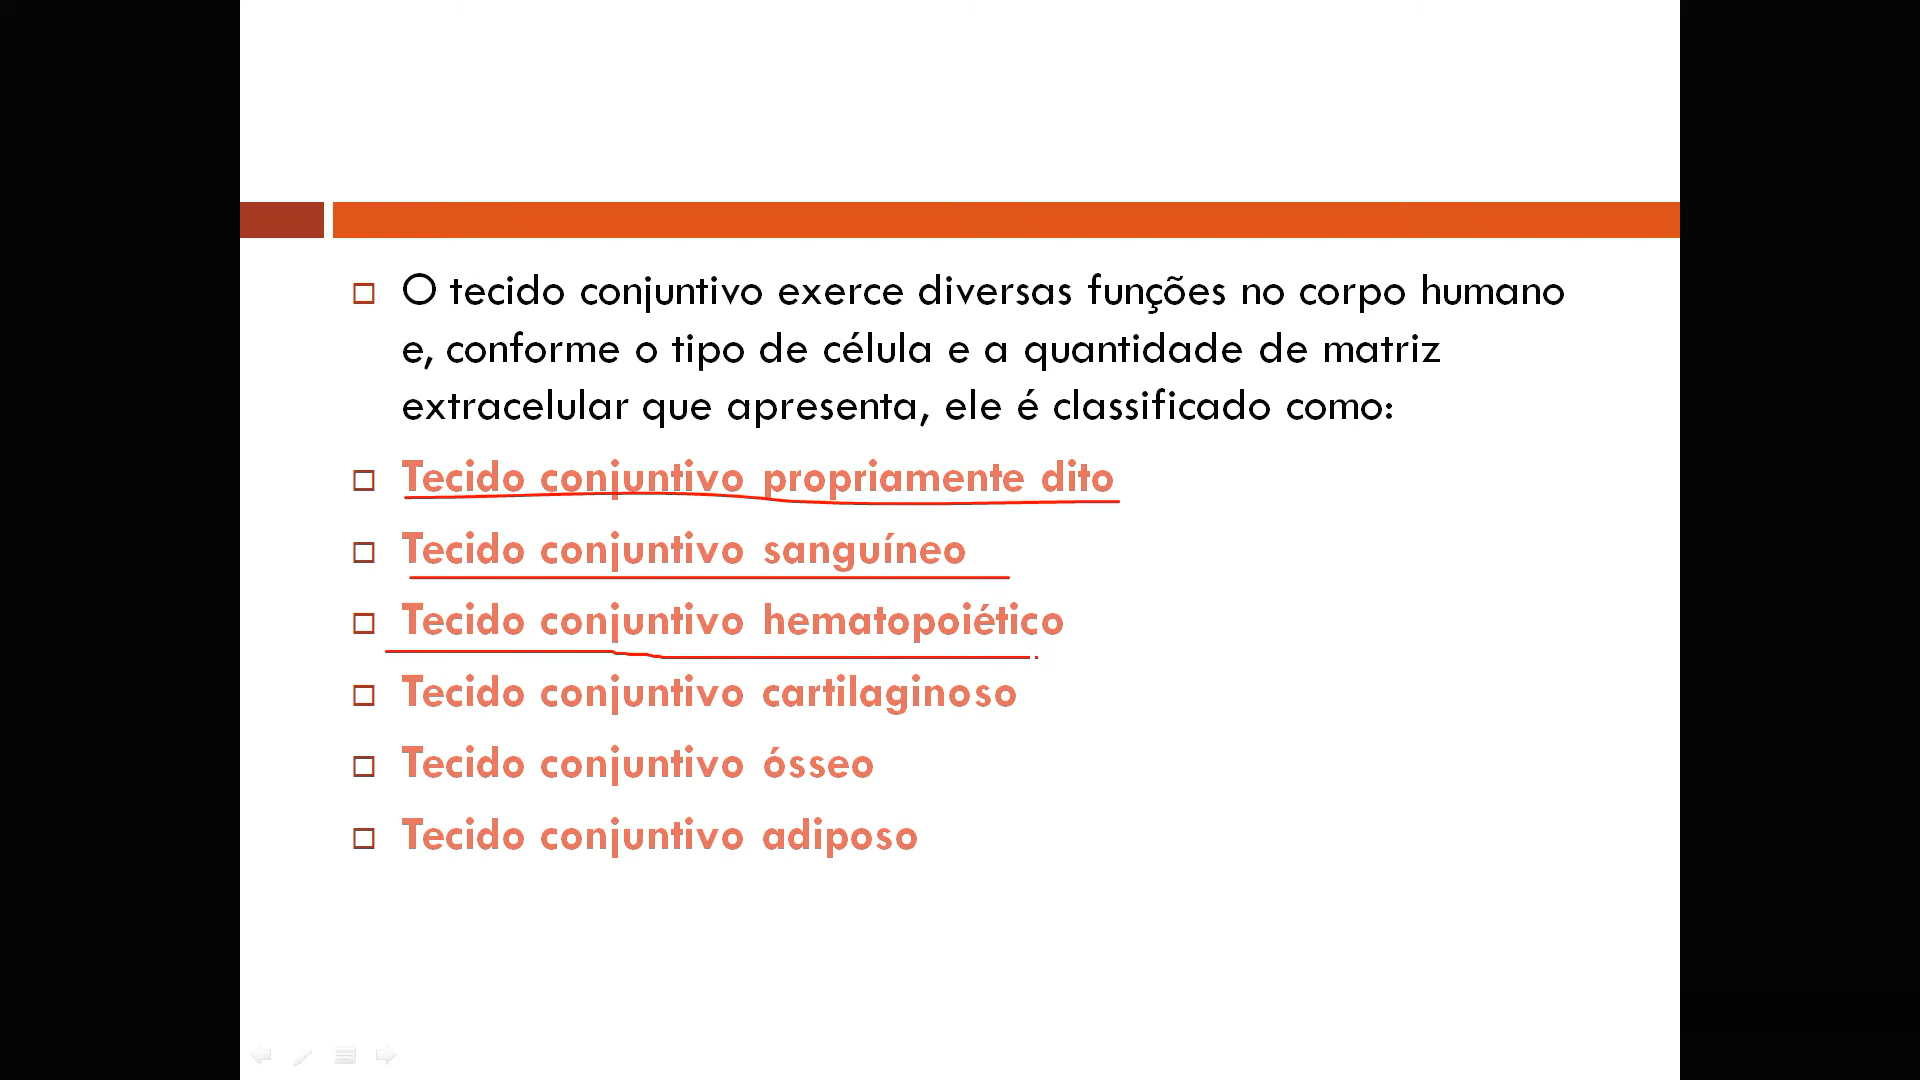 O tecido conjuntivo exerce diversas funções no corpo humano
e, conforme o tipo de célula e a quantidade de matriz
extracelular que apresenta, ele é classificado como:
Tecido conjuntivo propriamente dito
Tecido conjuntivo sanguíneo
Tecido conjuntivo hematopoiético
Tecido conjuntivo cartilaginoso
Tecido conjuntivo ósseo
Tecido conjuntivo adiposo